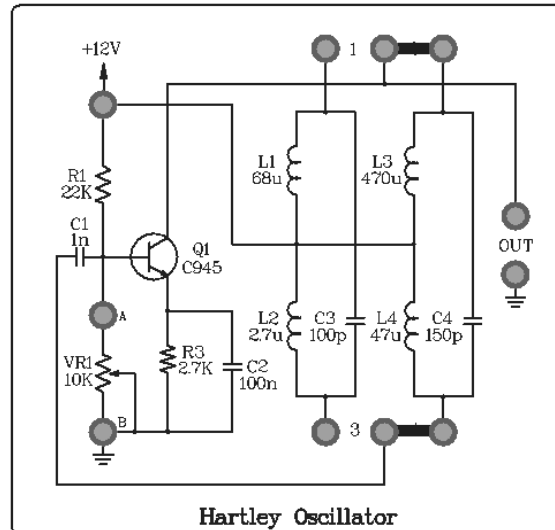 +12V
1
R1
22K
L1
68u
L3
470u
C1
1n
Q1
C945
OUT
A
VR1
10K
R3
2.7K
C2
100n
L2
2.7u
C3
100p
L4
47u
C4
150p
B
3
Hartley Oscillator